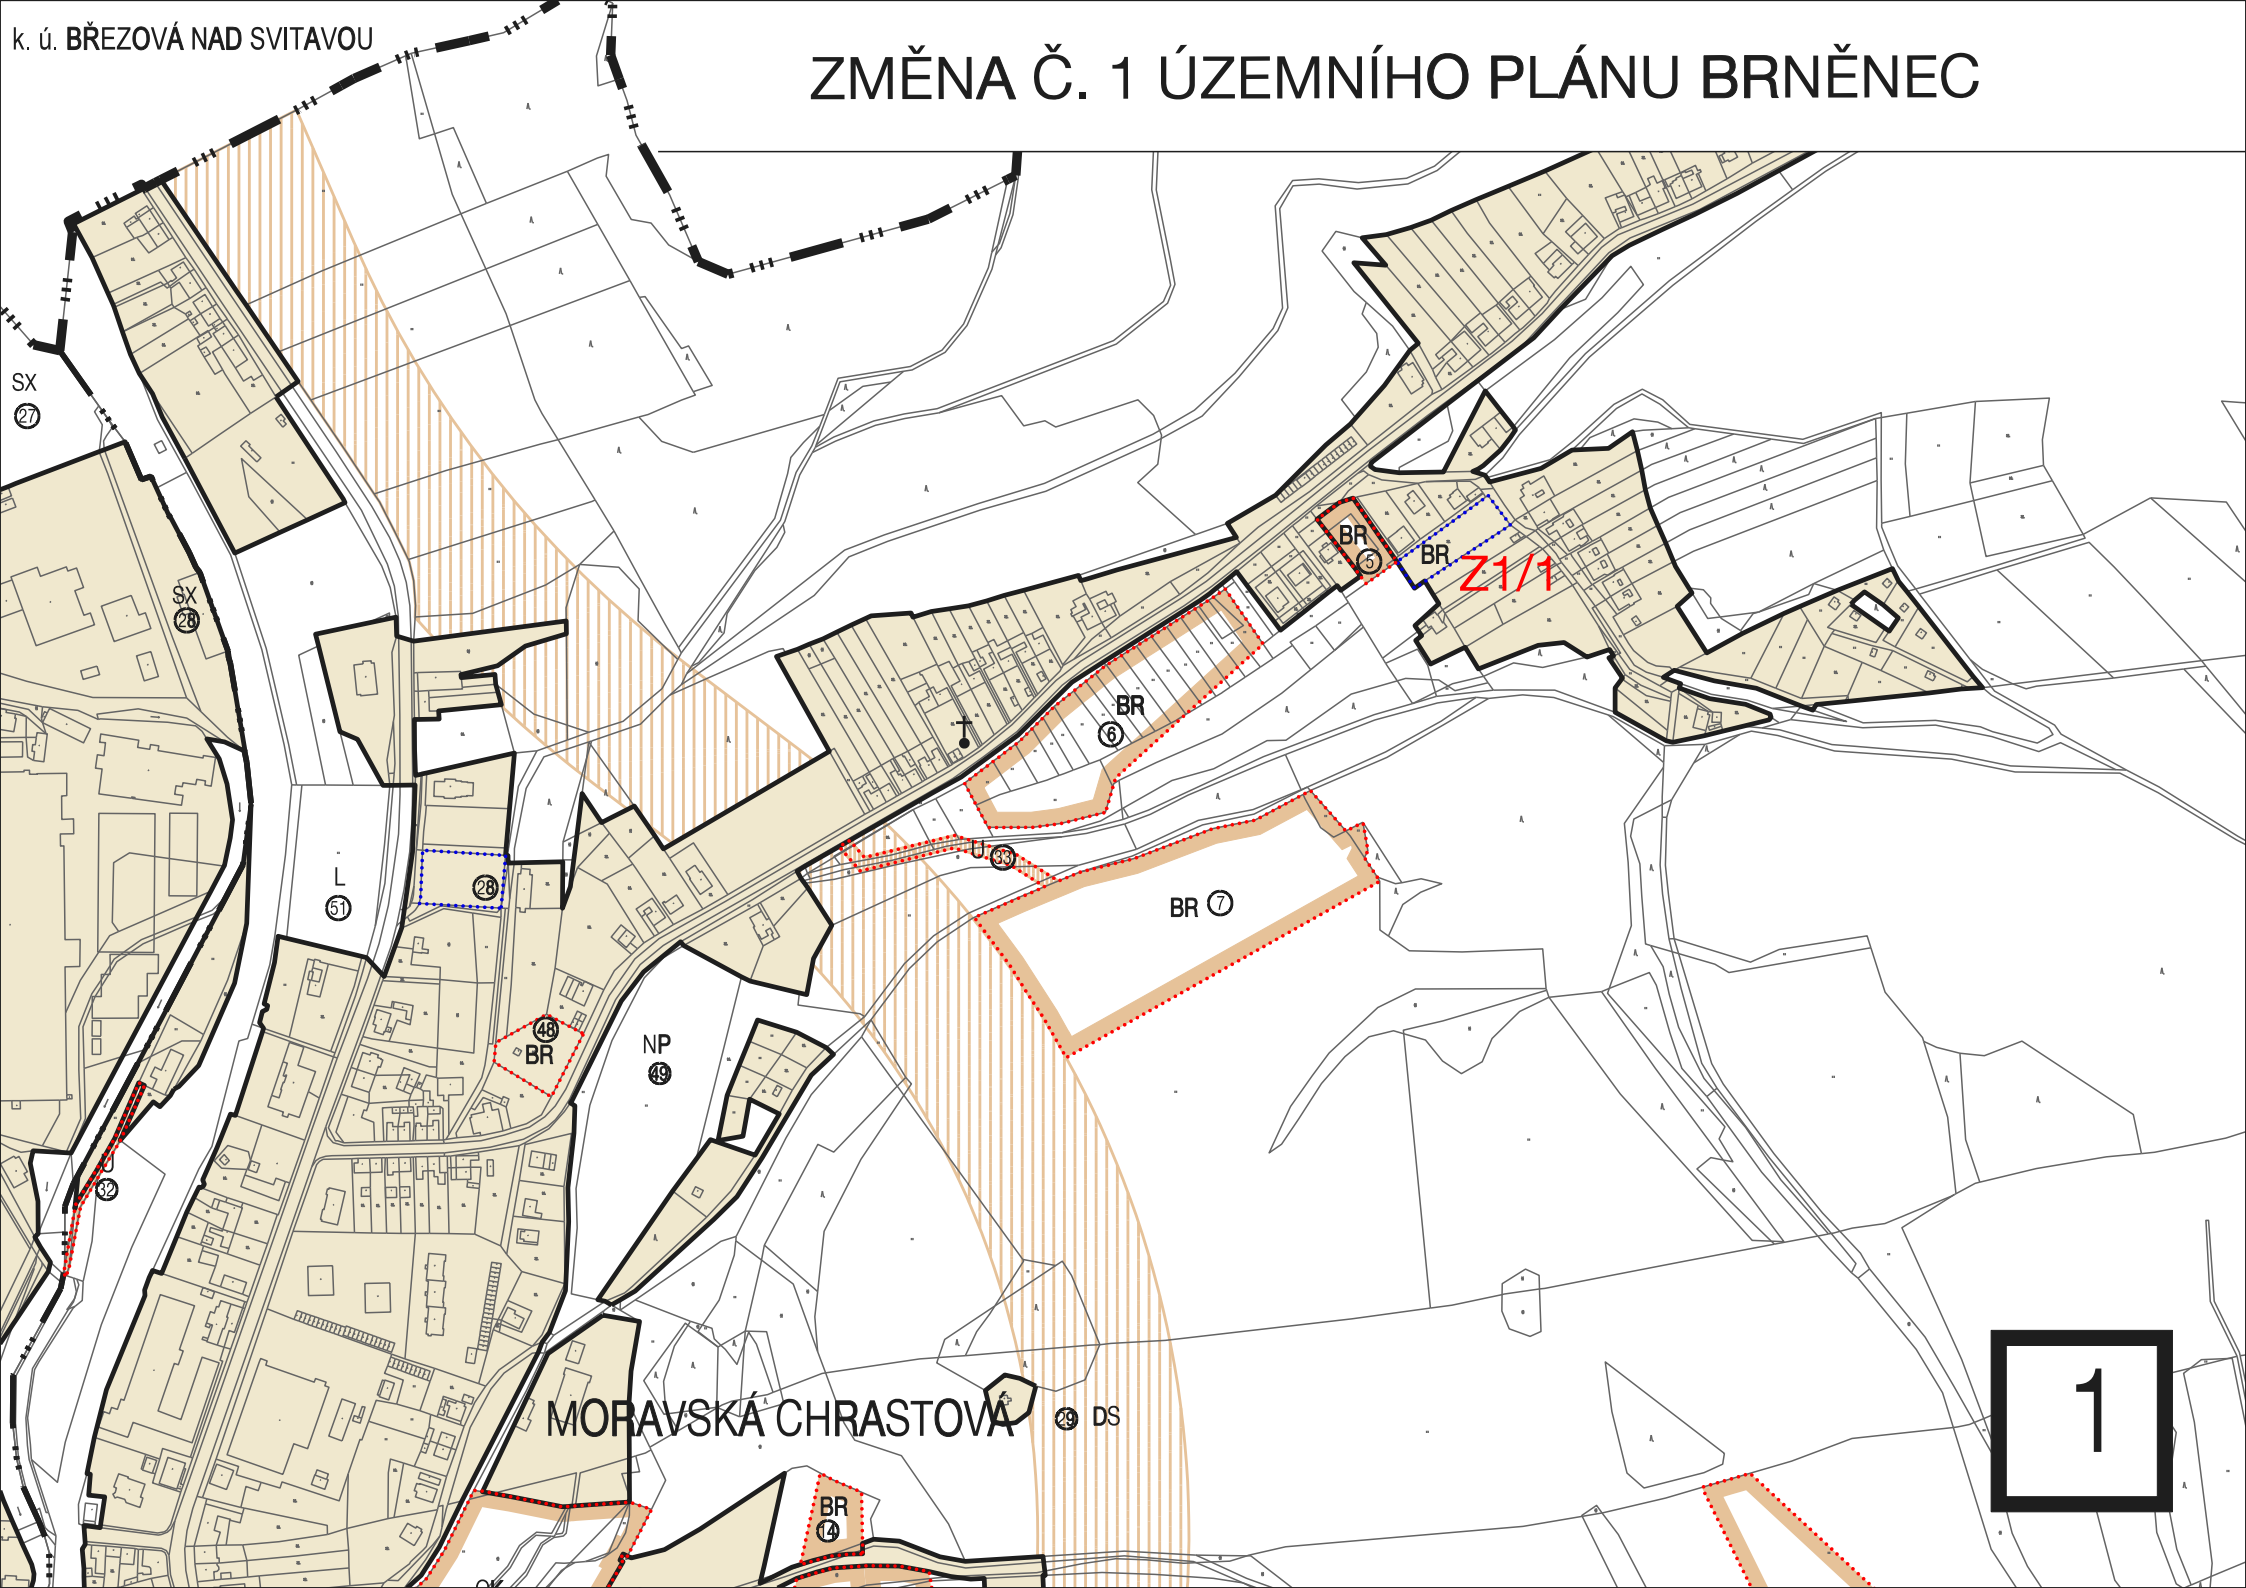 k. ú. BŘEZOVÁ NAD SVITAVOU
ZMĚNA Č. 1 ÚZEMNÍHO PLÁNU BRNĚNEC
SX
27
SX
28
BR
5
BR
Z1/1
BR
6
U
33
L
51
28
BR
7
48
BR
NP
49
U
32
MORAVSKÁ CHRASTOVÁ
29
DS
1
BR
14